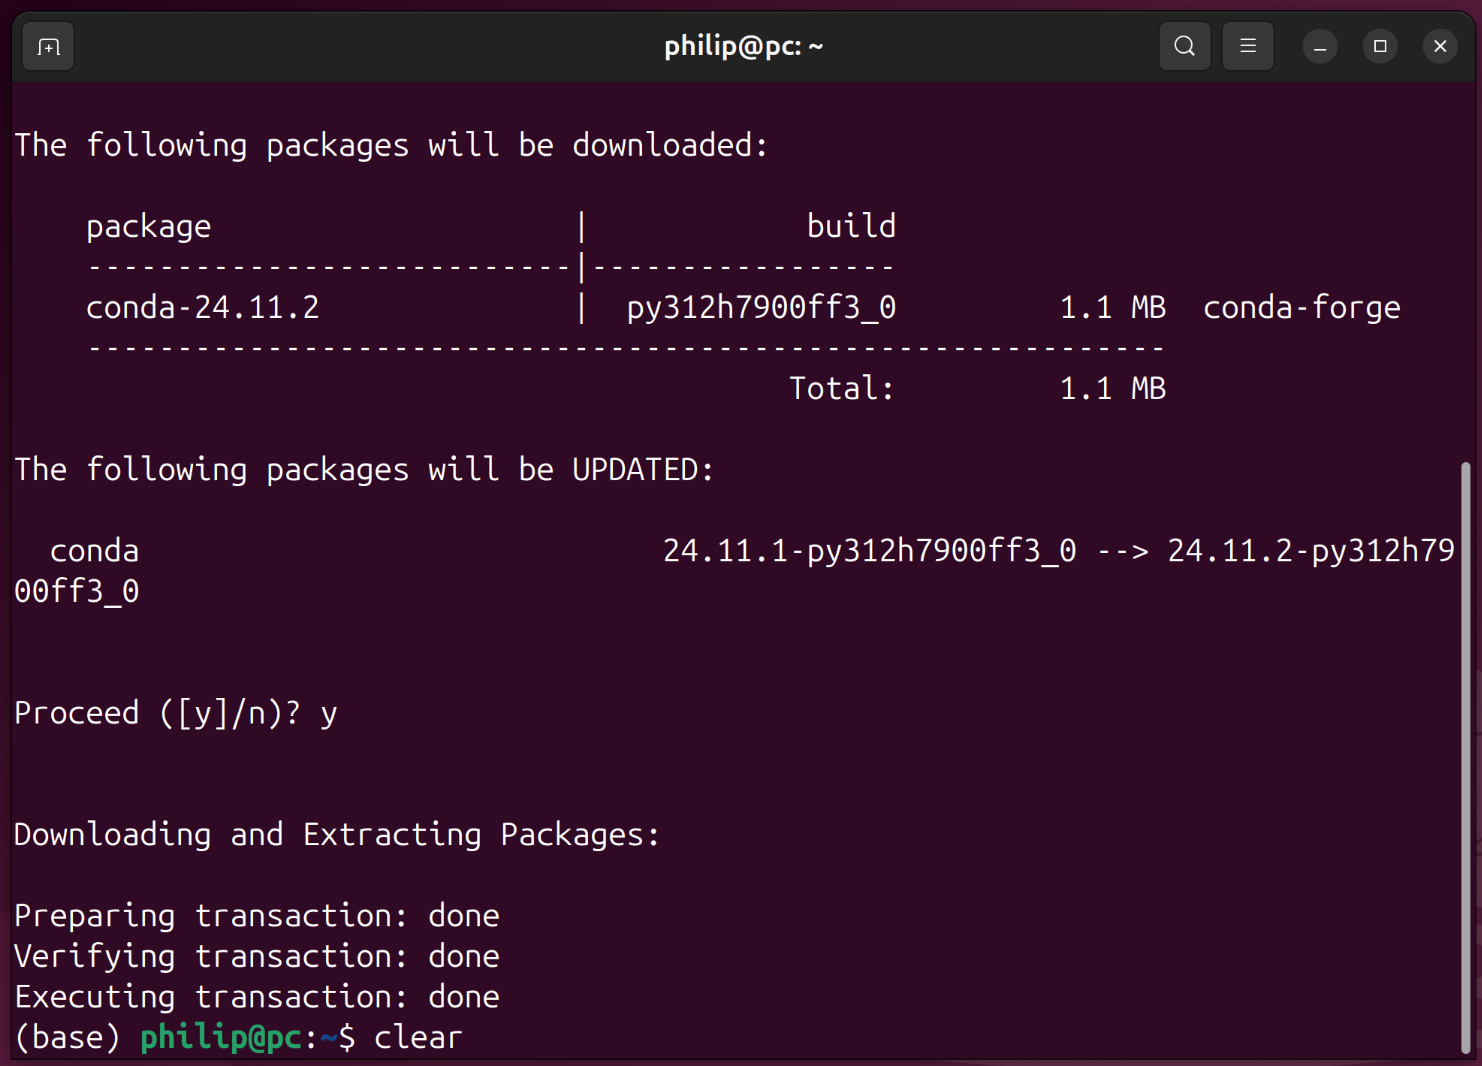 philip@pc: ~
The following packages will be downloaded:
    package                    |            build
    ---------------------------|-----------------
    conda-24.11.2              |  py312h7900ff3_0         1.1 MB  conda-forge
    ------------------------------------------------------------
                                           Total:         1.1 MB
The following packages will be UPDATED:
  conda                             24.11.1-py312h7900ff3_0 --> 24.11.2-py312h79
00ff3_0
Proceed ([y]/n)? y
Downloading and Extracting Packages:
Preparing transaction: done
Verifying transaction: done
Executing transaction: done
(base) philip@pc:~$ clear